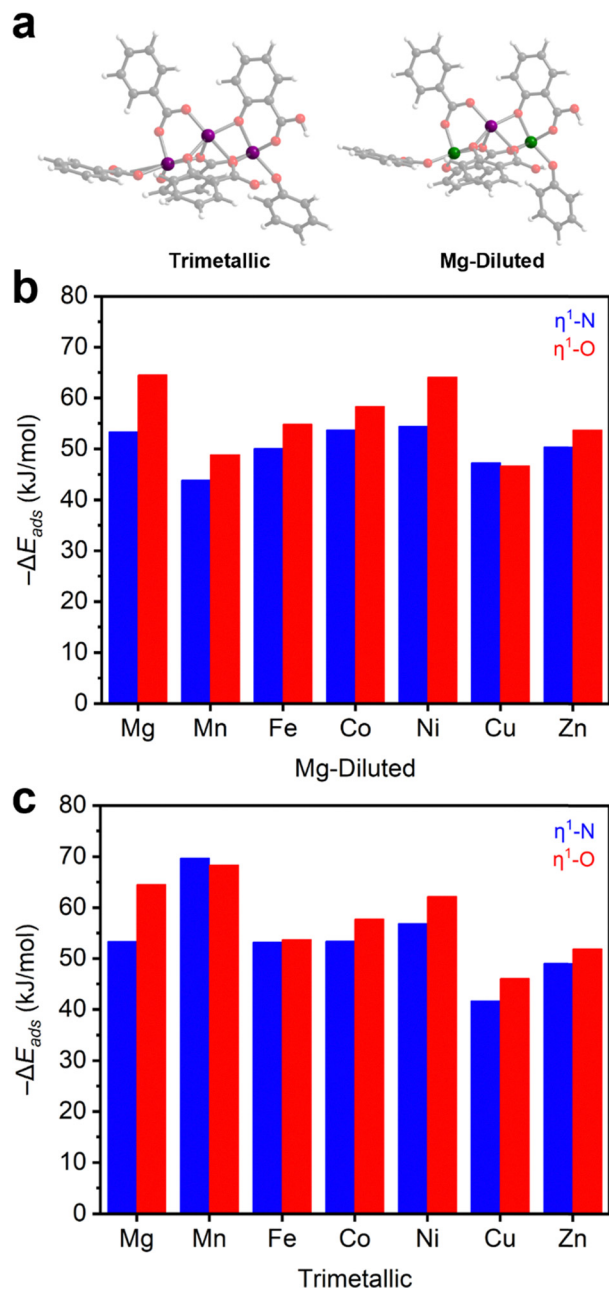 a
Trimetallic Mg-Diluted
b
80
70
60
50
40
30
20
10
0
−ΔE_ads (kJ/mol)
η¹-N
η¹-O
Mg Mn Fe Co Ni Cu Zn
Mg-Diluted
c
80
70
60
50
40
30
20
10
0
−ΔE_ads (kJ/mol)
η¹-N
η¹-O
Mg Mn Fe Co Ni Cu Zn
Trimetallic